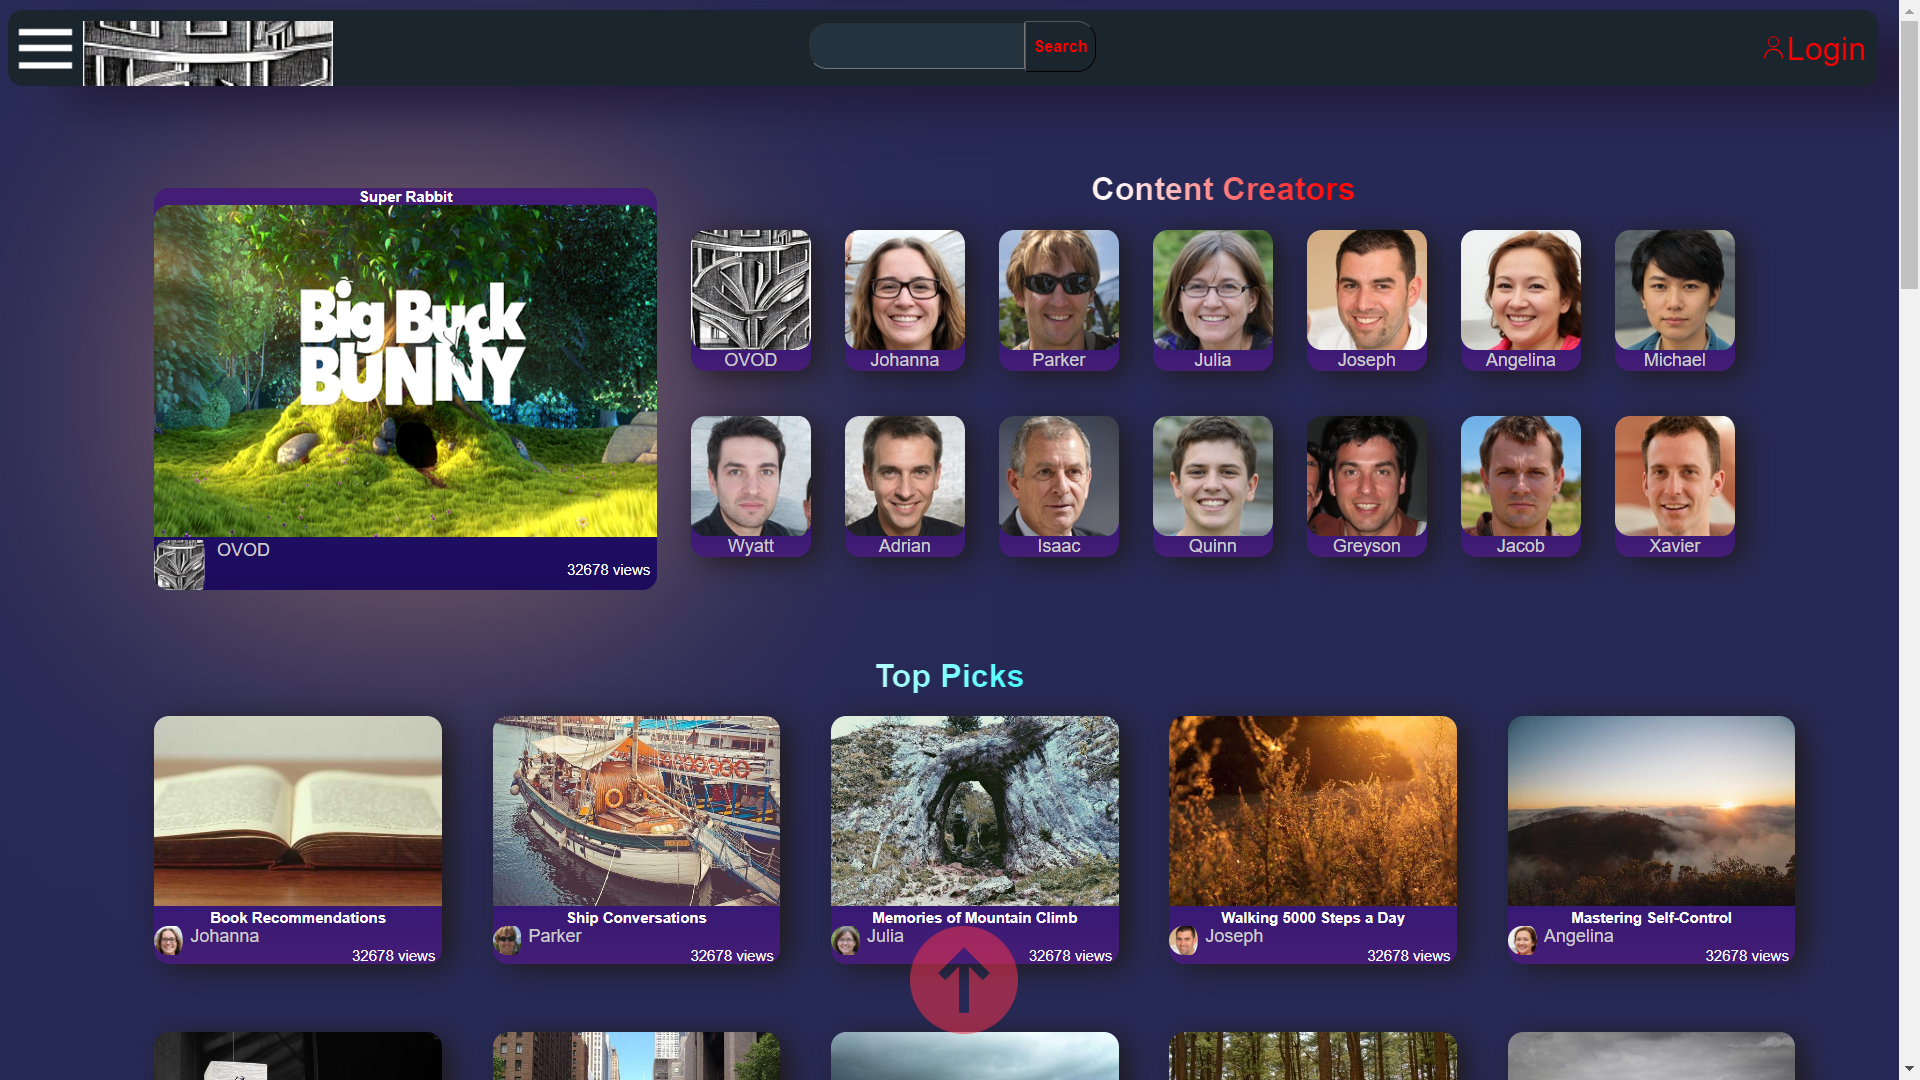 Search
Login
Super Rabbit
Big Buck
BUNNY
OVOD
32678 views
Content Creators
OVOD
Johanna
Parker
Julia
Joseph
Angelina
Michael
Wyatt
Adrian
Isaac
Quinn
Greyson
Jacob
Xavier
Top Picks
Book Recommendations
Johanna
32678 views
Ship Conversations
Parker
32678 views
Memories of Mountain Climb
Julia
32678 views
Walking 5000 Steps a Day
Joseph
32678 views
Mastering Self-Control
Angelina
32678 views